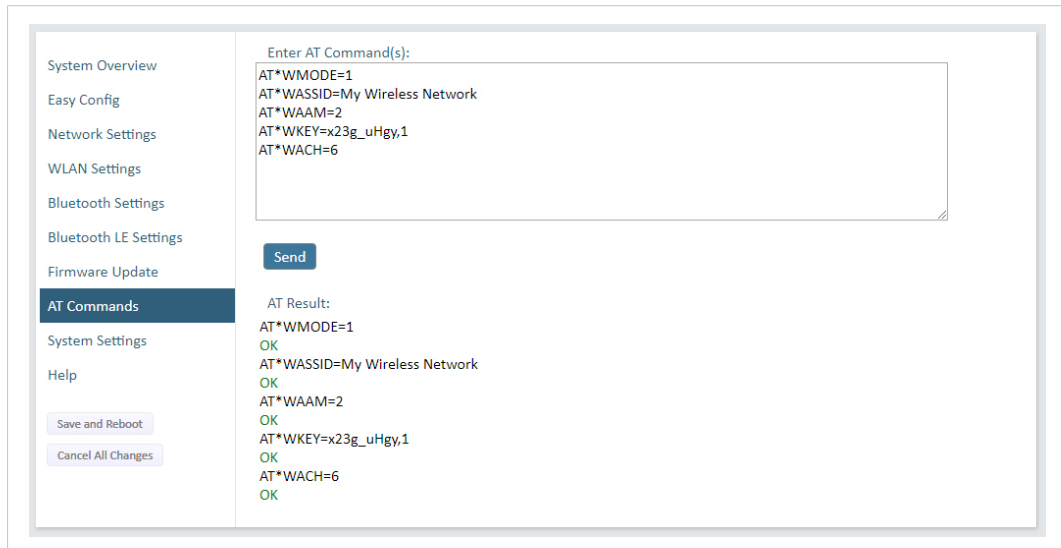 System Overview
Easy Config
Network Settings
WLAN Settings
Bluetooth Settings
Bluetooth LE Settings
Firmware Update
AT Commands
System Settings
Help
Save and Reboot
Cancel All Changes
Enter AT Command(s):
AT*WMODE=1
AT*WASSID=My Wireless Network
AT*WAAM=2
AT*WKEY=x23g_uHgy,1
AT*WACH=6
Send
AT Result:
AT*WMODE=1
OK
AT*WASSID=My Wireless Network
OK
AT*WAAM=2
OK
AT*WKEY=x23g_uHgy,1
OK
AT*WACH=6
OK